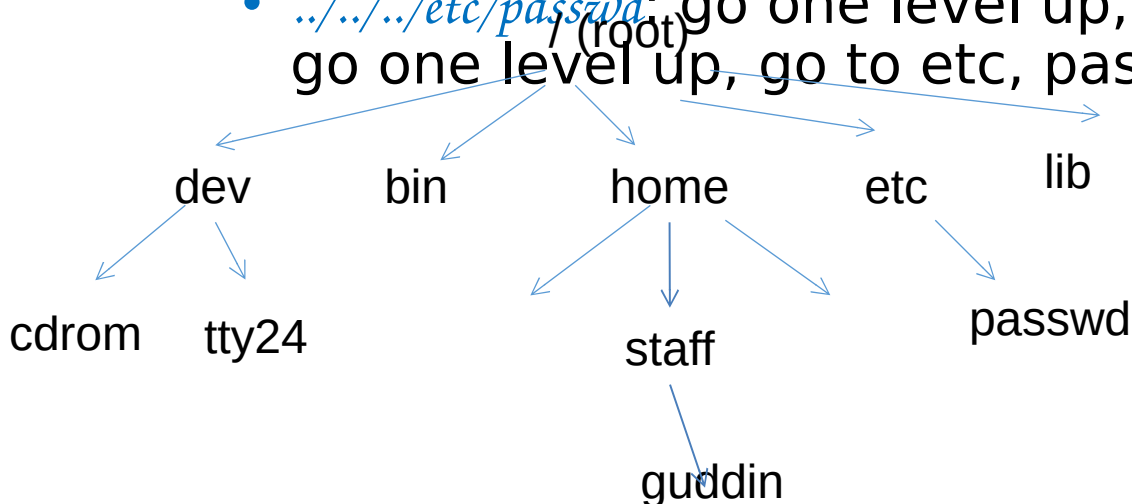 • ../../../etc/passwd: go one level up,
/ (root)
go one level up, go to etc, pas
dev bin home etc lib
cdrom tty24 staff passwd
guddin